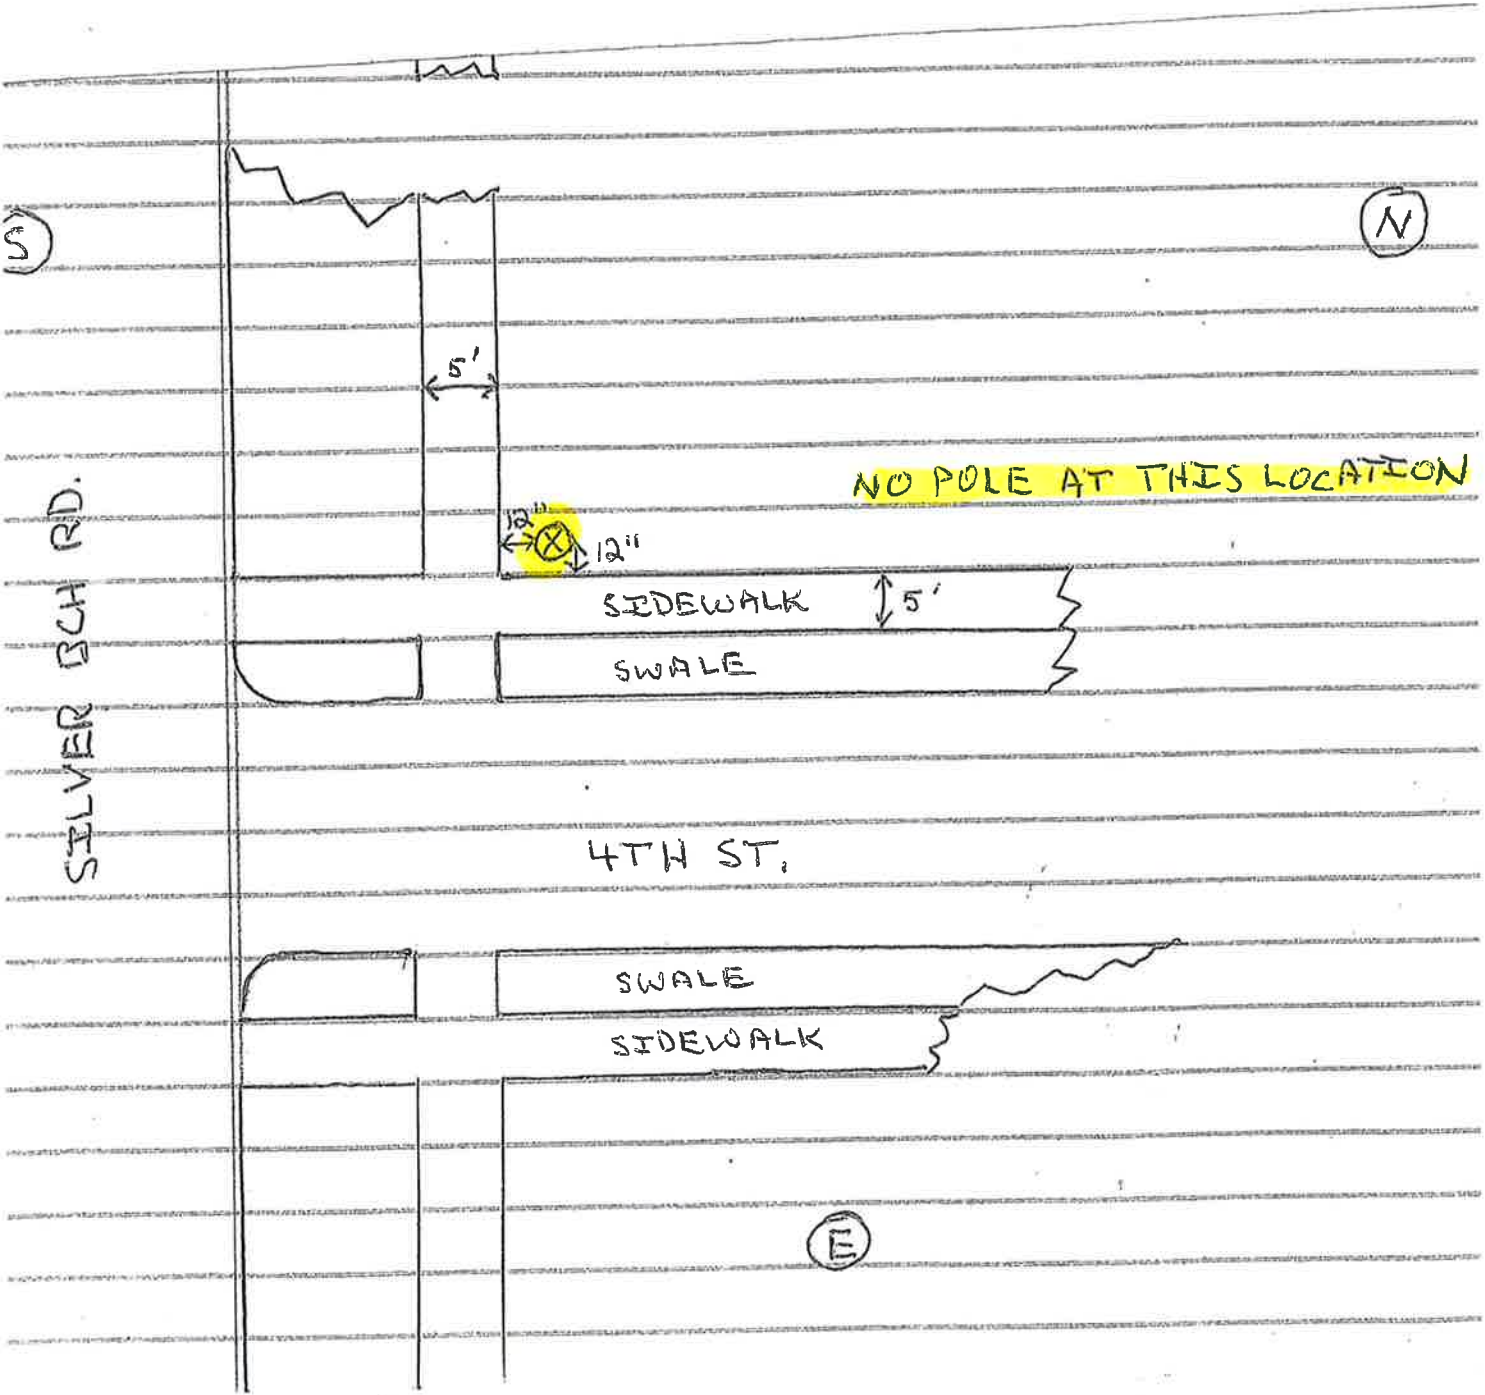 S
N
5'
NO POLE AT THIS LOCATION
12"
X
12"
SIDEWALK
5'
SWALE
SILVER BCH RD.
4TH ST.
SWALE
SIDEWALK
E